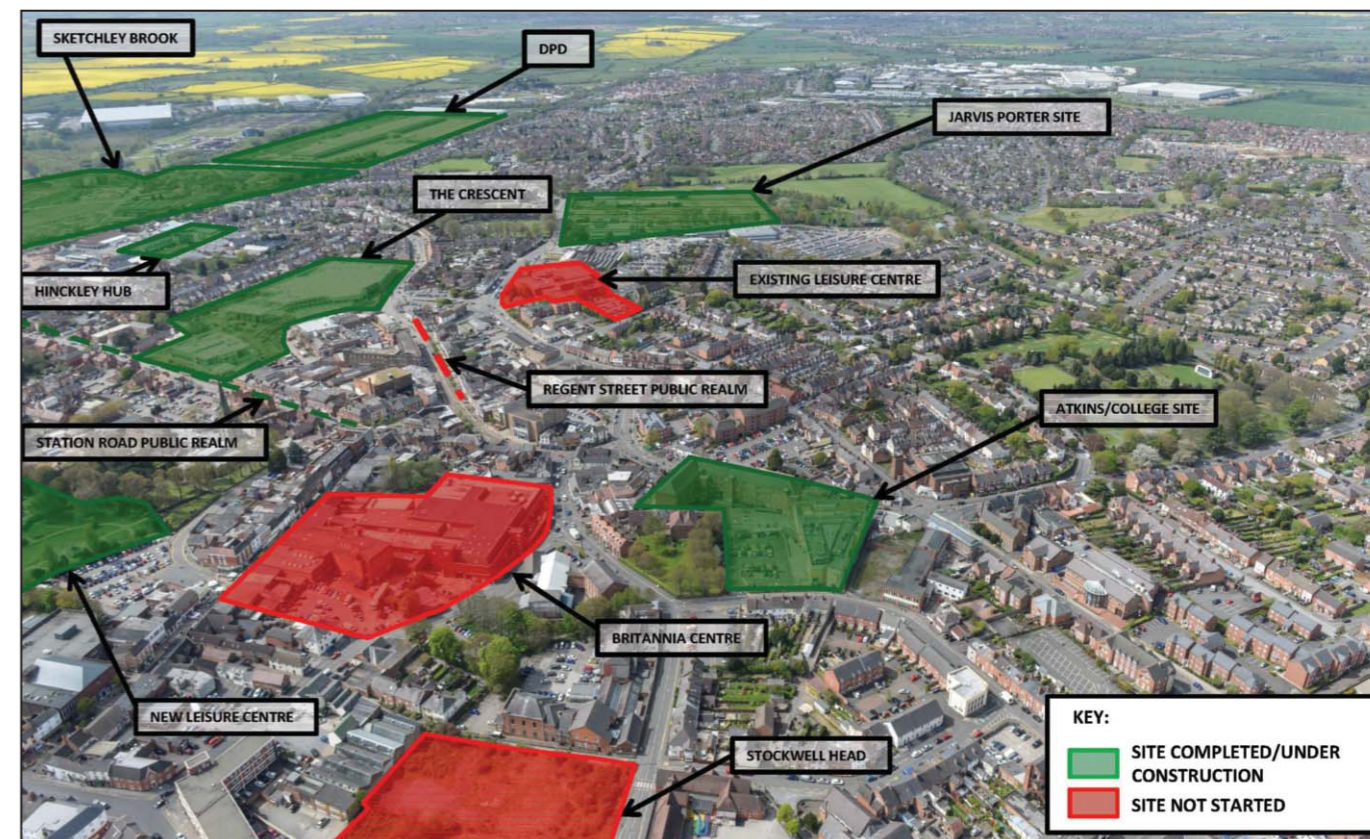 SKETCHLEY BROOK
DPD
JARVIS PORTER SITE
THE CRESCENT
HINCKLEY HUB
EXISTING LEISURE CENTRE
REGENT STREET PUBLIC REALM
ATKINS/COLLEGE SITE
STATION ROAD PUBLIC REALM
BRITANNIA CENTRE
NEW LEISURE CENTRE
STOCKWELL HEAD
KEY:
SITE COMPLETED/UNDER
CONSTRUCTION
SITE NOT STARTED